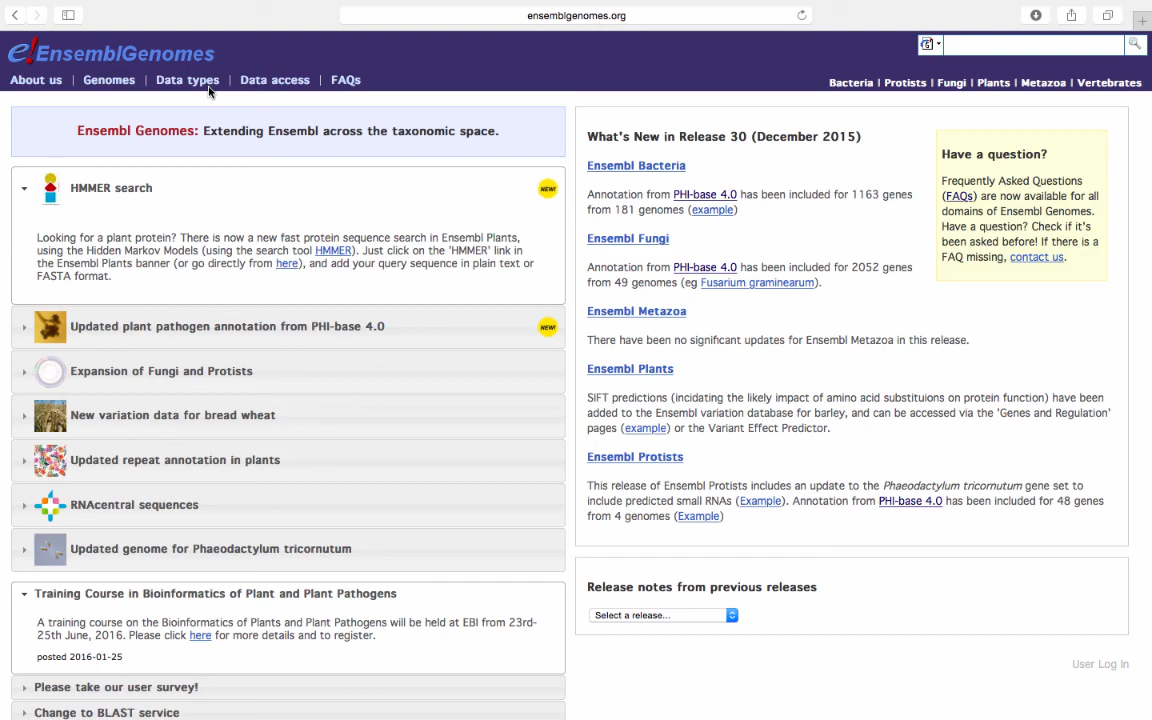 ensemblgenomes.org
e!EnsemblGenomes
About us | Genomes | Data types | Data access | FAQs
Bacteria | Protists | Fungi | Plants | Metazoa | Vertebrates
Ensembl Genomes: Extending Ensembl across the taxonomic space.
HMMER search
NEW!
Looking for a plant protein? There is now a new fast protein sequence search in Ensembl Plants,
using the Hidden Markov Models (using the search tool HMMER). Just click on the 'HMMER' link in
the Ensembl Plants banner (or go directly from here), and add your query sequence in plain text or
FASTA format.
Updated plant pathogen annotation from PHI-base 4.0
NEW!
Expansion of Fungi and Protists
New variation data for bread wheat
Updated repeat annotation in plants
RNAcentral sequences
Updated genome for Phaeodactylum tricornutum
Training Course in Bioinformatics of Plant and Plant Pathogens
A training course on the Bioinformatics of Plants and Plant Pathogens will be held at EBI from 23rd-
25th June, 2016. Please click here for more details and to register.
posted 2016-01-25
Please take our user survey!
Change to BLAST service
What's New in Release 30 (December 2015)
Ensembl Bacteria
Annotation from PHI-base 4.0 has been included for 1163 genes
from 181 genomes (example)
Ensembl Fungi
Annotation from PHI-base 4.0 has been included for 2052 genes
from 49 genomes (eg Fusarium graminearum).
Ensembl Metazoa
There have been no significant updates for Ensembl Metazoa in this release.
Ensembl Plants
SIFT predictions (incidating the likely impact of amino acid substituions on protein function) have been
added to the Ensembl variation database for barley, and can be accessed via the 'Genes and Regulation'
pages (example) or the Variant Effect Predictor.
Ensembl Protists
This release of Ensembl Protists includes an update to the Phaeodactylum tricornutum gene set to
include predicted small RNAs (Example). Annotation from PHI-base 4.0 has been included for 48 genes
from 4 genomes (Example)
Have a question?
Frequently Asked Questions
(FAQs) are now available for all
domains of Ensembl Genomes.
Have a question? Check if it's
been asked before! If there is a
FAQ missing, contact us.
Release notes from previous releases
Select a release...
User Log In